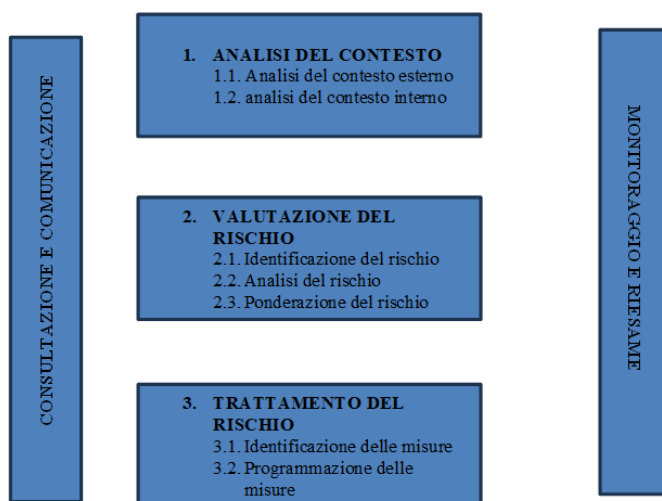 CONSULTAZIONE E COMUNICAZIONE
1. ANALISI DEL CONTESTO
1.1. Analisi del contesto esterno
1.2. analisi del contesto interno
2. VALUTAZIONE DEL
RISCHIO
2.1. Identificazione del rischio
2.2. Analisi del rischio
2.3. Ponderazione del rischio
3. TRATTAMENTO DEL
RISCHIO
3.1. Identificazione delle misure
3.2. Programmazione delle
misure
MONITORAGGIO E RIESAME